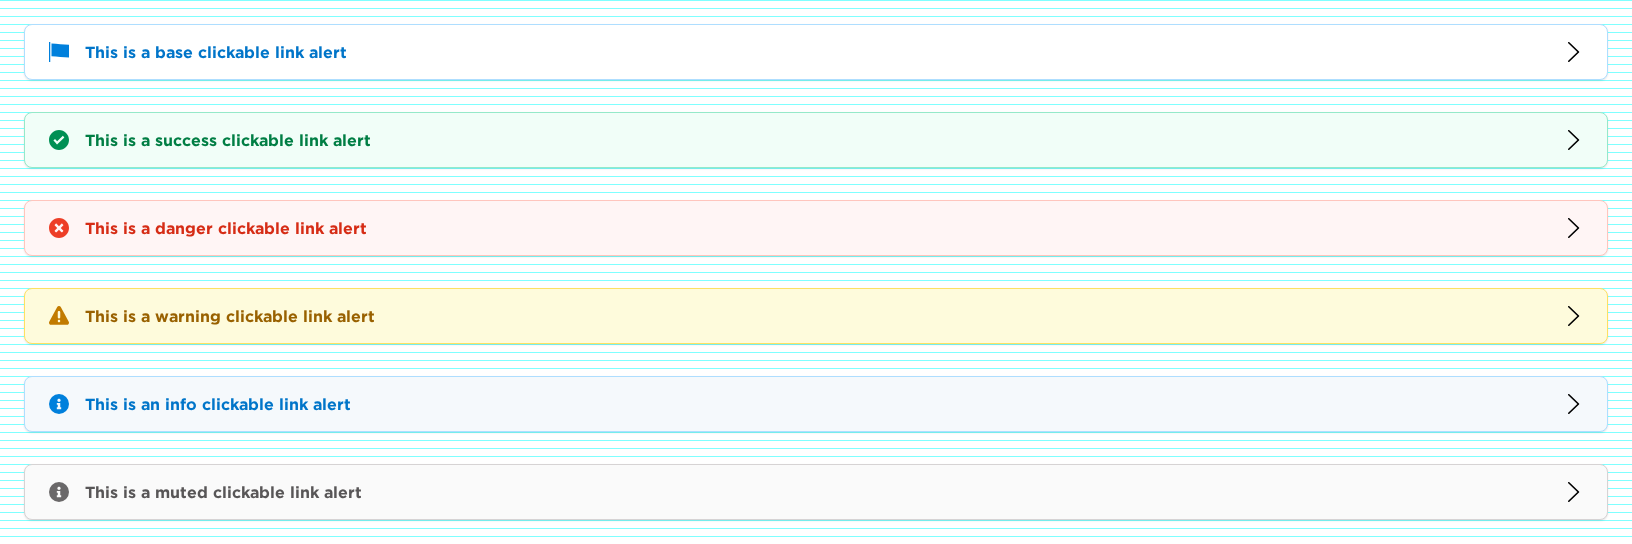 This is a base clickable link alert
This is a success clickable link alert
This is a danger clickable link alert
This is a warning clickable link alert
This is an info clickable link alert
This is a muted clickable link alert